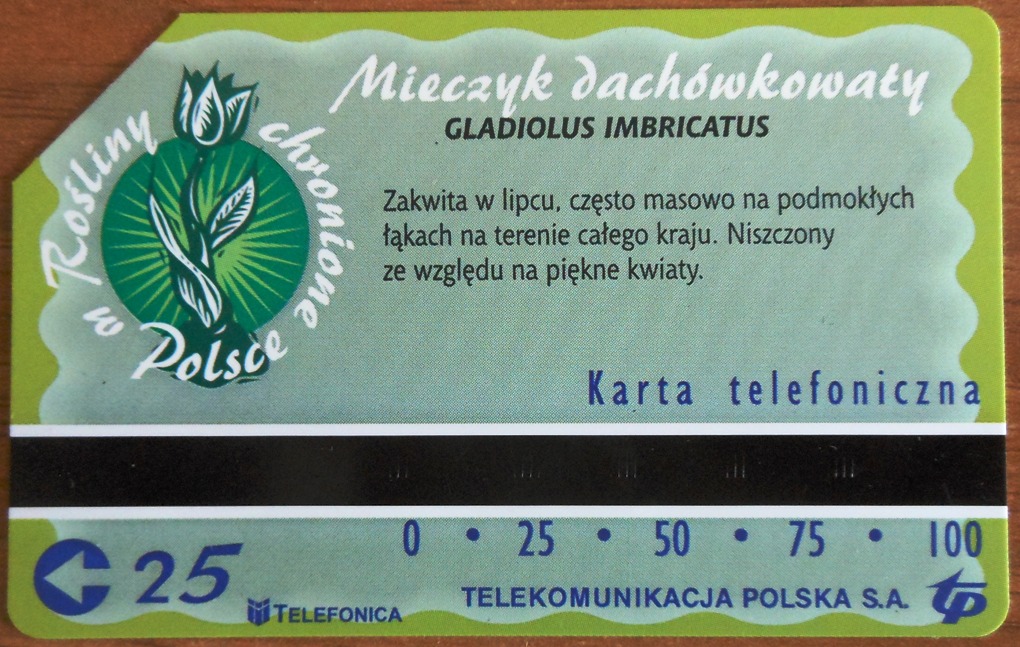 Mieczyk dachówkowaty
GLADIOLUS IMBRICATUS
Rośliny chronione
w Polsce
Zakwita w lipcu, często masowo na podmokłych
łąkach na terenie całego kraju. Niszczony
ze względu na piękne kwiaty.
Karta telefoniczna
0 • 25 • 50 • 75 • 100
25
TELEFONICA
TELEKOMUNIKACJA POLSKA S.A.
tp